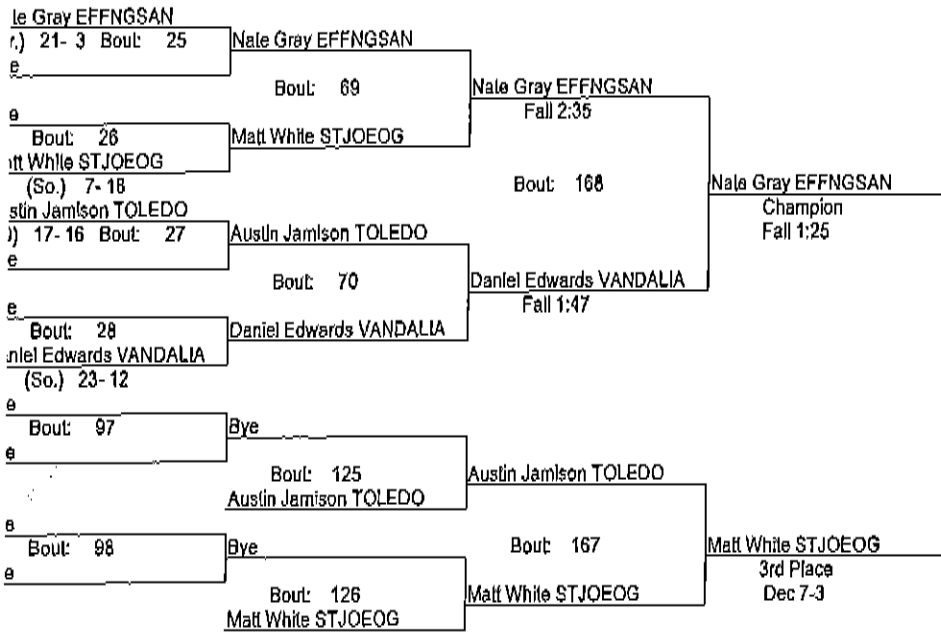 le Gray EFFNGSAN
r.) 21- 3 Bout: 25
e
Nate Gray EFFNGSAN
Bout: 69
Nate Gray EFFNGSAN
Fall 2:35
e
Bout: 26
tt White STJOEOG
(So.) 7- 18
Matt White STJOEOG
Bout: 168
Nate Gray EFFNGSAN
Champion
Fall 1:25
stin Jamison TOLEDO
) 17- 16 Bout: 27
e
Austin Jamison TOLEDO
Bout: 70
Daniel Edwards VANDALIA
Fall 1:47
e
Bout: 28
niel Edwards VANDALIA
(So.) 23- 12
Daniel Edwards VANDALIA
e
Bout: 97
e
Bye
Bout: 125
Austin Jamison TOLEDO
Austin Jamison TOLEDO
e
Bout: 98
e
Bye
Bout: 167
Matt White STJOEOG
3rd Place
Dec 7-3
Bout: 126
Matt White STJOEOG
Matt White STJOEOG